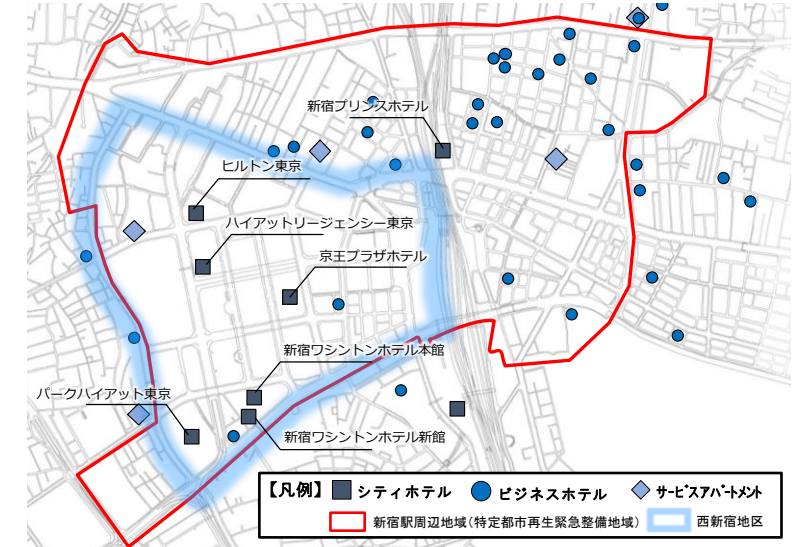 新宿プリンスホテル
ヒルトン東京
ハイアットリージェンシー東京
京王プラザホテル
新宿ワシントンホテル本館
パークハイアット東京
新宿ワシントンホテル新館
【凡例】 シティホテル ビジネスホテル サービスアパートメント
新宿駅周辺地域(特定都市再生緊急整備地域) 西新宿地区